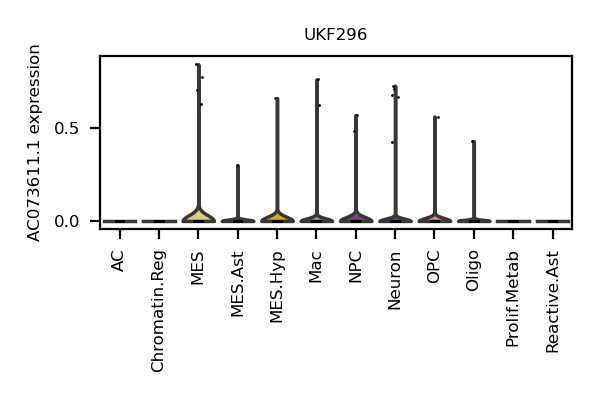 UKF296
AC073611.1 expression
0.5
0.0
AC
Chromatin.Reg
MES
MES.Ast
MES.Hyp
Mac
NPC
Neuron
OPC
Oligo
Prolif.Metab
Reactive.Ast